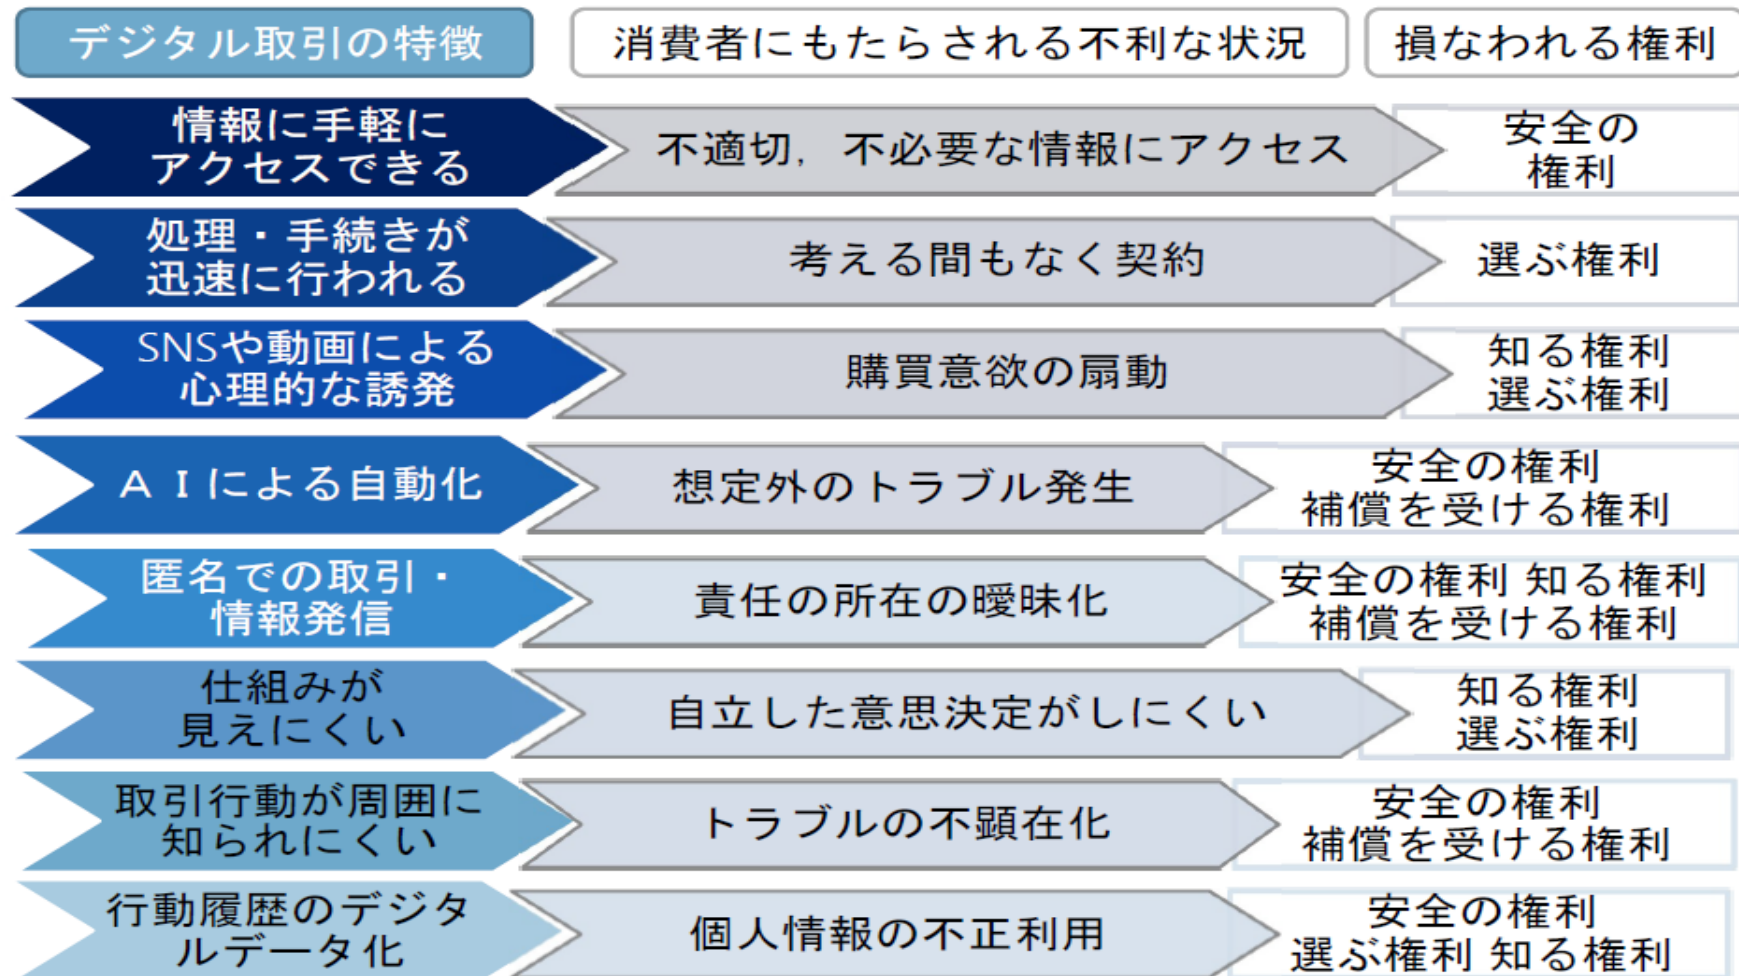 デジタル取引の特徴
消費者にもたらされる不利な状況
損なわれる権利
情報に手軽に
アクセスできる
不適切，不必要な情報にアクセス
安全の
権利
処理・手続きが
迅速に行われる
考える間もなく契約
選ぶ権利
SNSや動画による
心理的な誘発
購買意欲の扇動
知る権利
選ぶ権利
ＡＩによる自動化
想定外のトラブル発生
安全の権利
補償を受ける権利
匿名での取引・
情報発信
責任の所在の曖昧化
安全の権利 知る権利
補償を受ける権利
仕組みが
見えにくい
自立した意思決定がしにくい
知る権利
選ぶ権利
取引行動が周囲に
知られにくい
トラブルの不顕在化
安全の権利
補償を受ける権利
行動履歴のデジタ
ルデータ化
個人情報の不正利用
安全の権利
選ぶ権利 知る権利